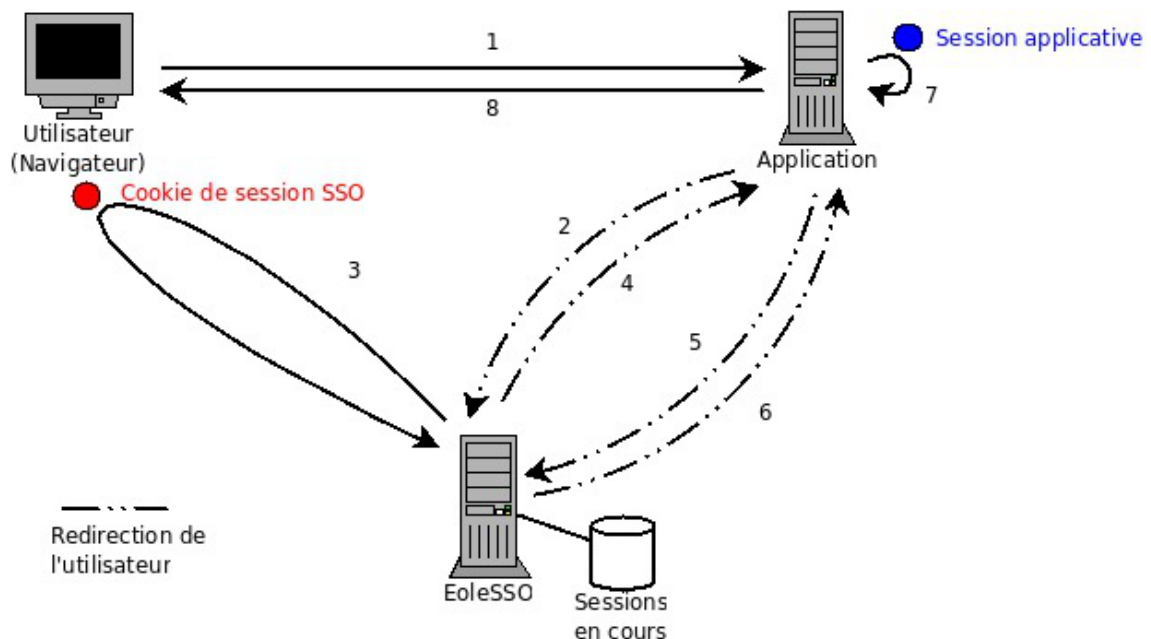 1
Session applicative
7
8
Utilisateur
(Navigateur)
Application
Cookie de session SSO
2
3
4
5
6
Redirection de
l'utilisateur
EoleSSO
Sessions
en cours